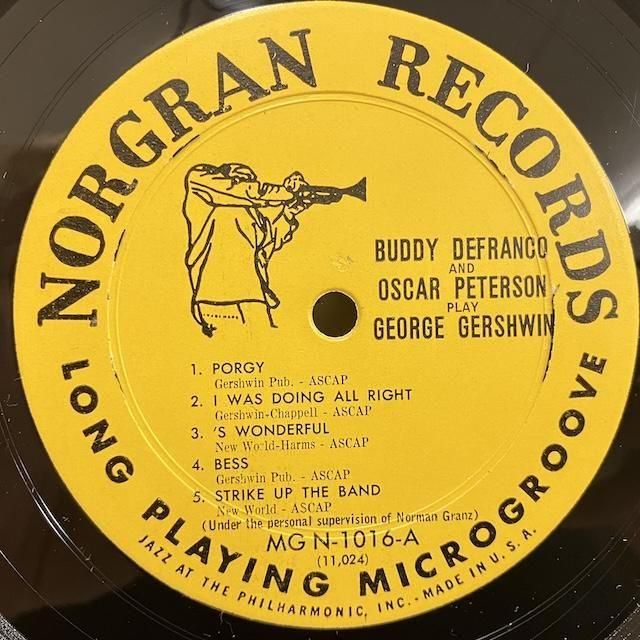 NORGRAN RECORDS
BUDDY DEFRANCO
AND
OSCAR PETERSON
PLAY
GEORGE GERSHWIN
1. PORGY
Gershwin Pub. - ASCAP
2. I WAS DOING ALL RIGHT
Gershwin-Chappell - ASCAP
3. 'S WONDERFUL
New World-Harms - ASCAP
4. BESS
Gershwin Pub. - ASCAP
5. STRIKE UP THE BAND
New World - ASCAP
(Under the personal supervision of Norman Granz)
MG N-1016-A
(11,024)
LONG PLAYING MICROGROOVE
JAZZ AT THE PHILHARMONIC, INC. - MADE IN U. S. A.